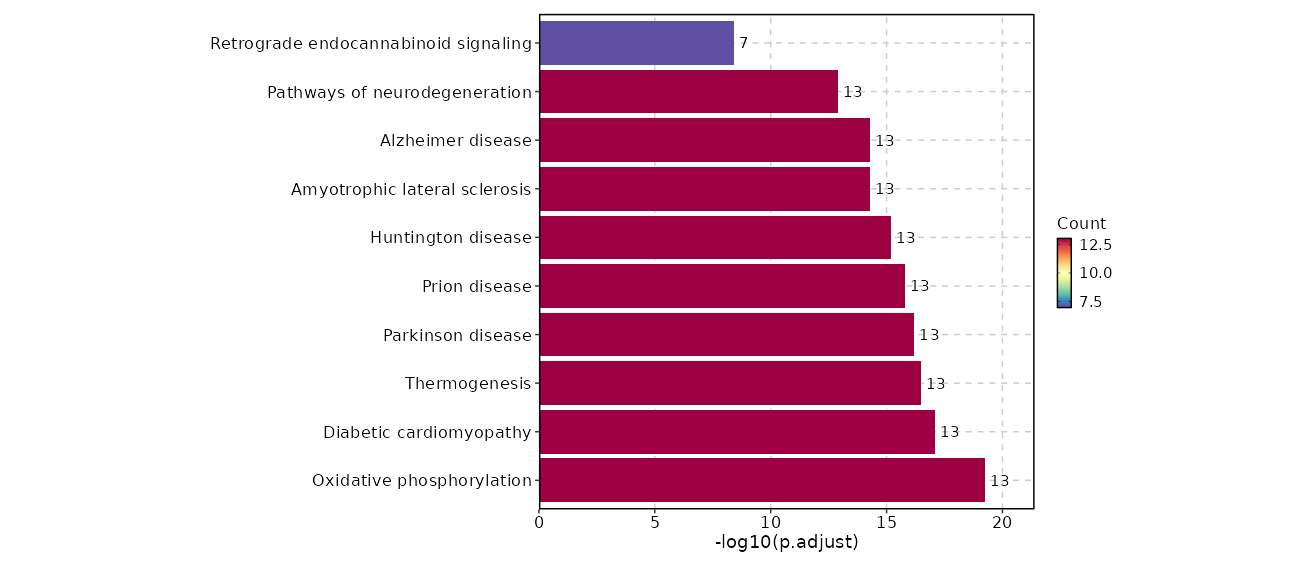 Retrograde endocannabinoid signaling 7
Pathways of neurodegeneration 13
Alzheimer disease 13
Amyotrophic lateral sclerosis 13
Huntington disease 13
Prion disease 13
Parkinson disease 13
Thermogenesis 13
Diabetic cardiomyopathy 13
Oxidative phosphorylation 13
0 5 10 15 20
-log10(p.adjust)
Count
12.5
10.0
7.5